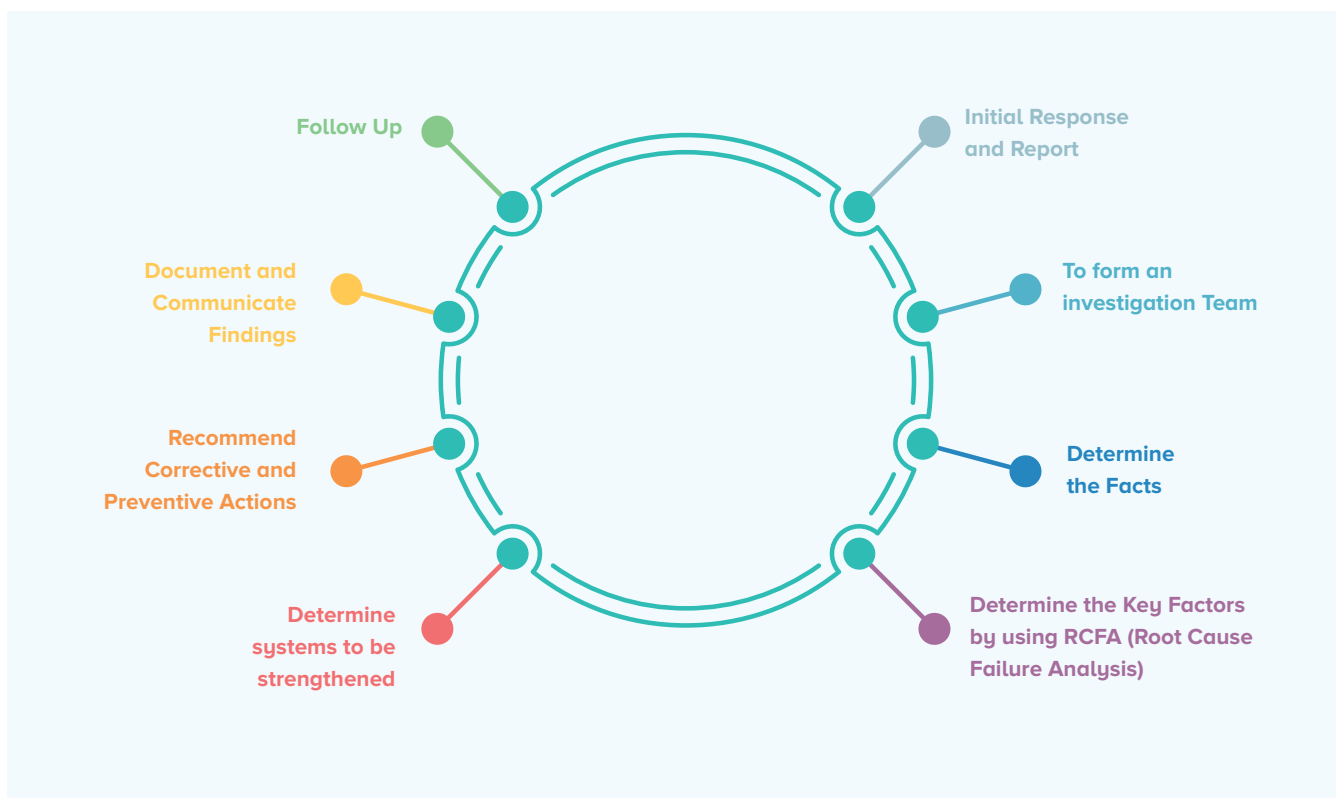 Initial Response
and Report
To form an
investigation Team
Determine
the Facts
Determine the Key Factors
by using RCFA (Root Cause
Failure Analysis)
Determine
systems to be
strengthened
Recommend
Corrective and
Preventive Actions
Document and
Communicate
Findings
Follow Up